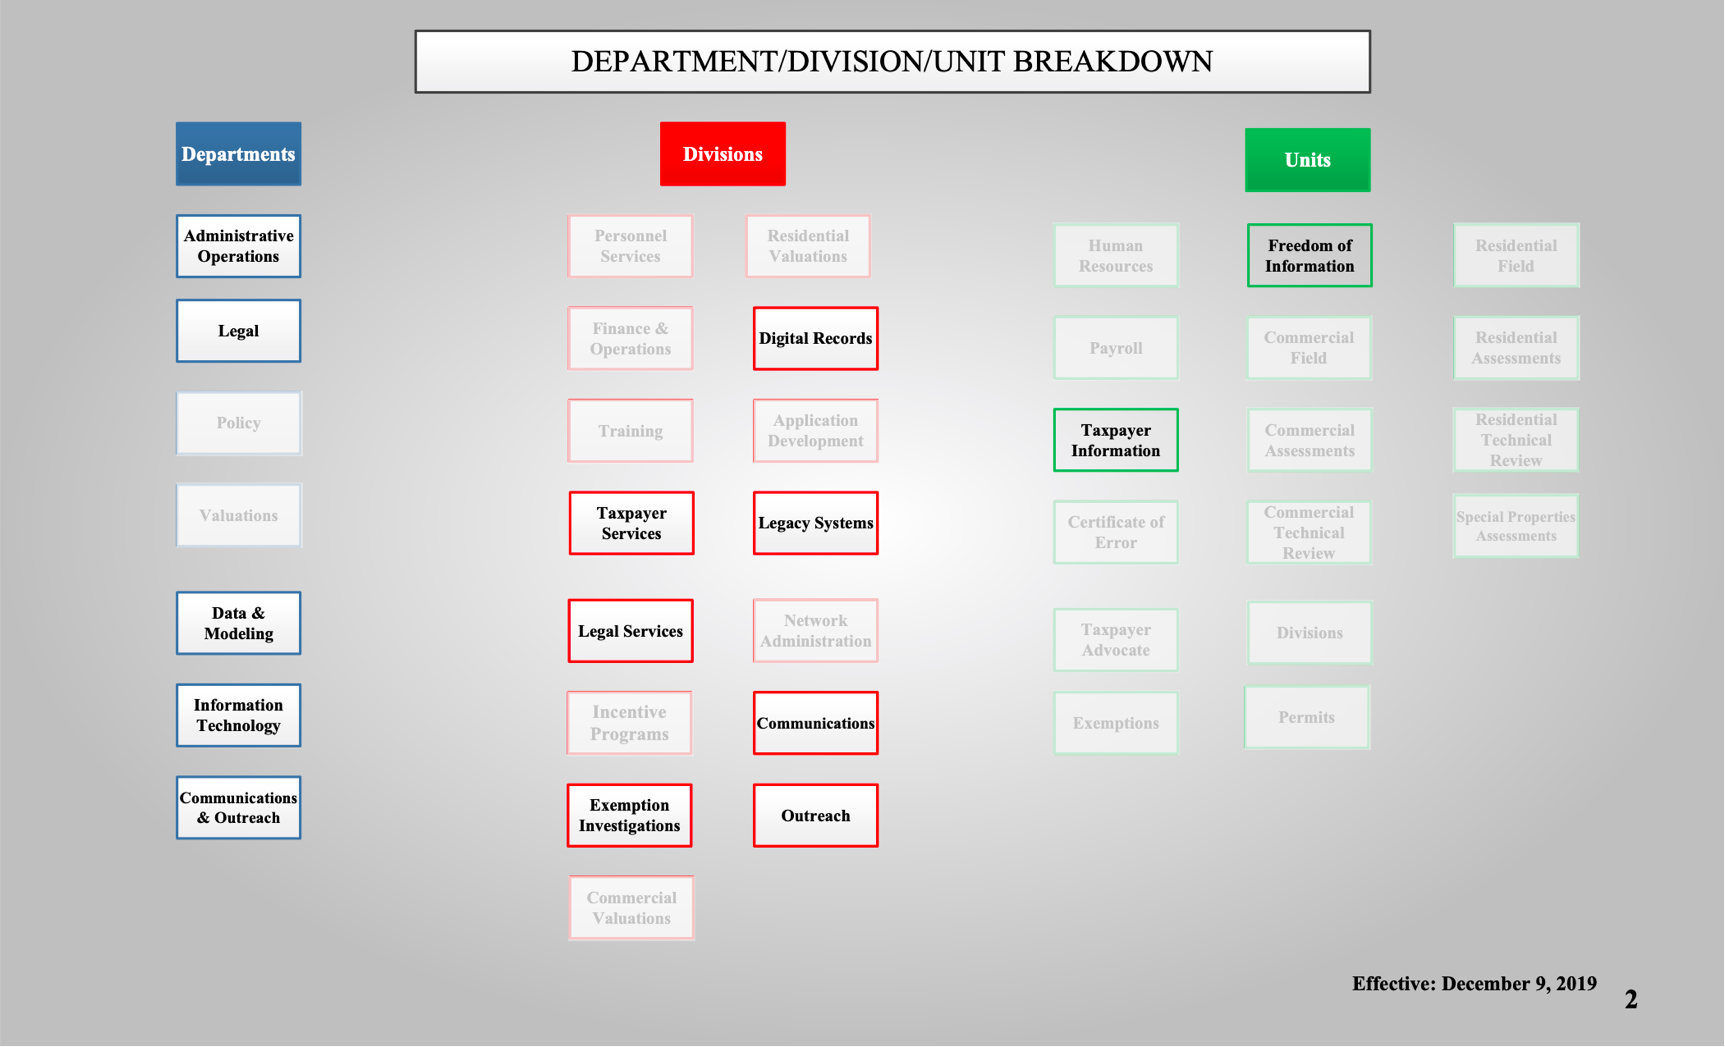 DEPARTMENT/DIVISION/UNIT BREAKDOWN
Departments
Administrative
Operations
Legal
Policy
Valuations
Data &
Modeling
Information
Technology
Communications
& Outreach
Divisions
Personnel
Services
Finance &
Operations
Training
Taxpayer
Services
Legal Services
Incentive
Programs
Exemption
Investigations
Commercial
Valuations
Residential
Valuations
Digital Records
Application
Development
Legacy Systems
Network
Administration
Communications
Outreach
Units
Human
Resources
Payroll
Taxpayer
Information
Certificate of
Error
Taxpayer
Advocate
Exemptions
Freedom of
Information
Commercial
Field
Commercial
Assessments
Commercial
Technical
Review
Divisions
Permits
Residential
Field
Residential
Assessments
Residential
Technical
Review
Special Properties
Assessments
Effective: December 9, 2019
2